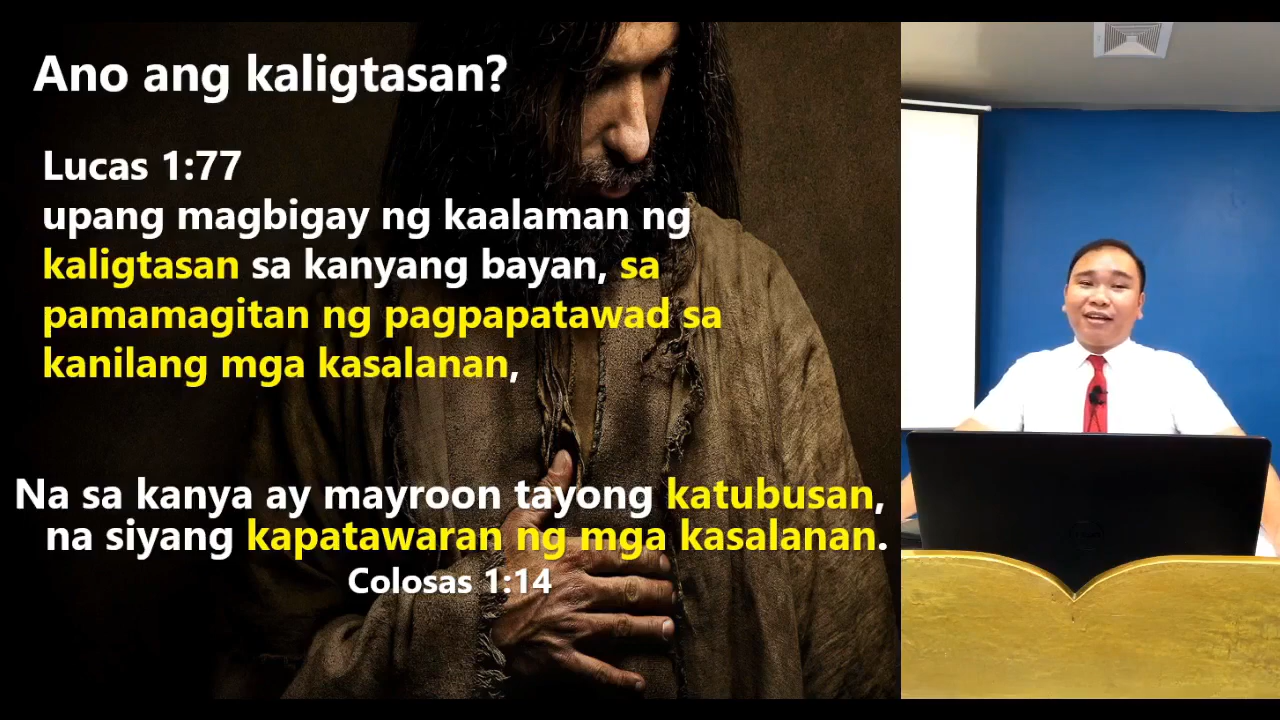 Ano ang kaligtasan?
Lucas 1:77
upang magbigay ng kaalaman ng
kaligtasan sa kanyang bayan, sa
pamamagitan ng pagpapatawad sa
kanilang mga kasalanan,
Na sa kanya ay mayroon tayong katubusan,
na siyang kapatawaran ng mga kasalanan.
Colosas 1:14